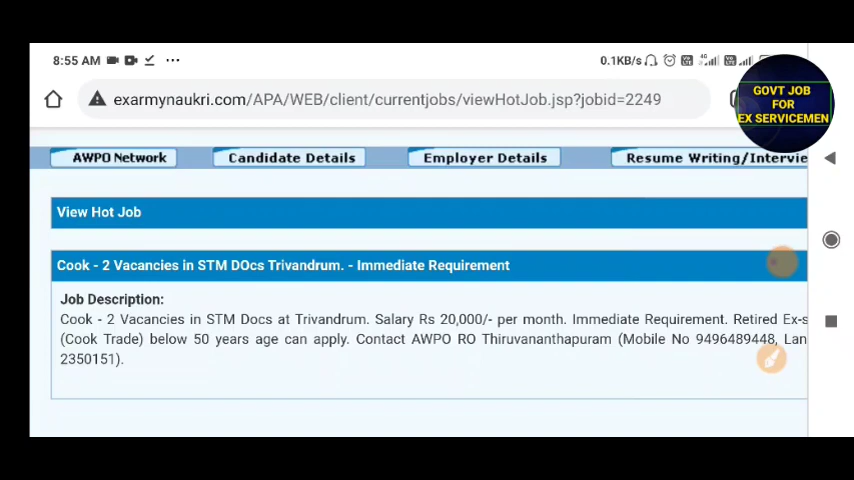 8:55 AM
0.1KB/s
4G
exarmynaukri.com/APA/WEB/client/currentjobs/viewHotJob.jsp?jobid=2249
GOVT JOB
FOR
EX SERVICEMEN
AWPO Network
Candidate Details
Employer Details
Resume Writing/Intervie
View Hot Job
Cook - 2 Vacancies in STM DOcs Trivandrum. - Immediate Requirement
Job Description:
Cook - 2 Vacancies in STM Docs at Trivandrum. Salary Rs 20,000/- per month. Immediate Requirement. Retired Ex-s
(Cook Trade) below 50 years age can apply. Contact AWPO RO Thiruvananthapuram (Mobile No 9496489448, Lan
2350151).